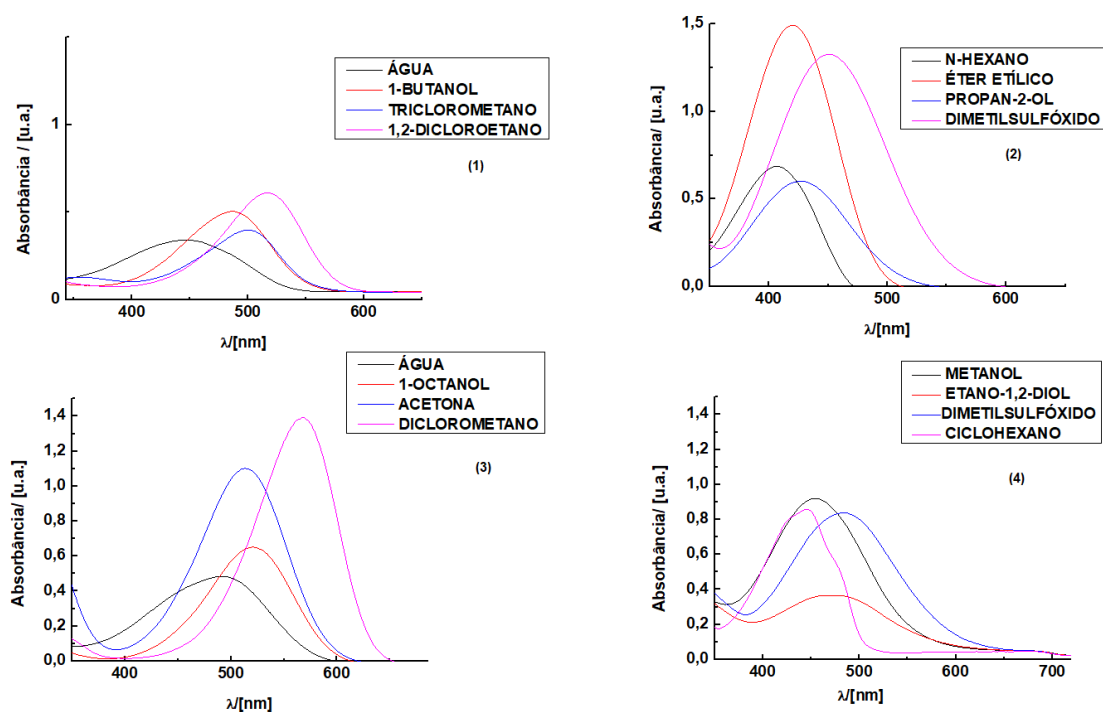 ÁGUA
1-BUTANOL
TRICLOROMETANO
1,2-DICLOROETANO
(1)
Absorbância / [u.a.]
1
0
400 500 600
λ/[nm]
N-HEXANO
ÉTER ETÍLICO
PROPAN-2-OL
DIMETILSULFÓXIDO
(2)
Absorbância/ [u.a.]
1,5
1,0
0,5
0,0
400 500 600
λ/[nm]
ÁGUA
1-OCTANOL
ACETONA
DICLOROMETANO
(3)
Absorbância/ [u.a.]
1,4
1,2
1,0
0,8
0,6
0,4
0,2
0,0
400 500 600
λ/[nm]
METANOL
ETANO-1,2-DIOL
DIMETILSULFÓXIDO
CICLOHEXANO
(4)
Absorbância/ [u.a.]
1,4
1,2
1,0
0,8
0,6
0,4
0,2
0,0
400 500 600 700
λ/[nm]